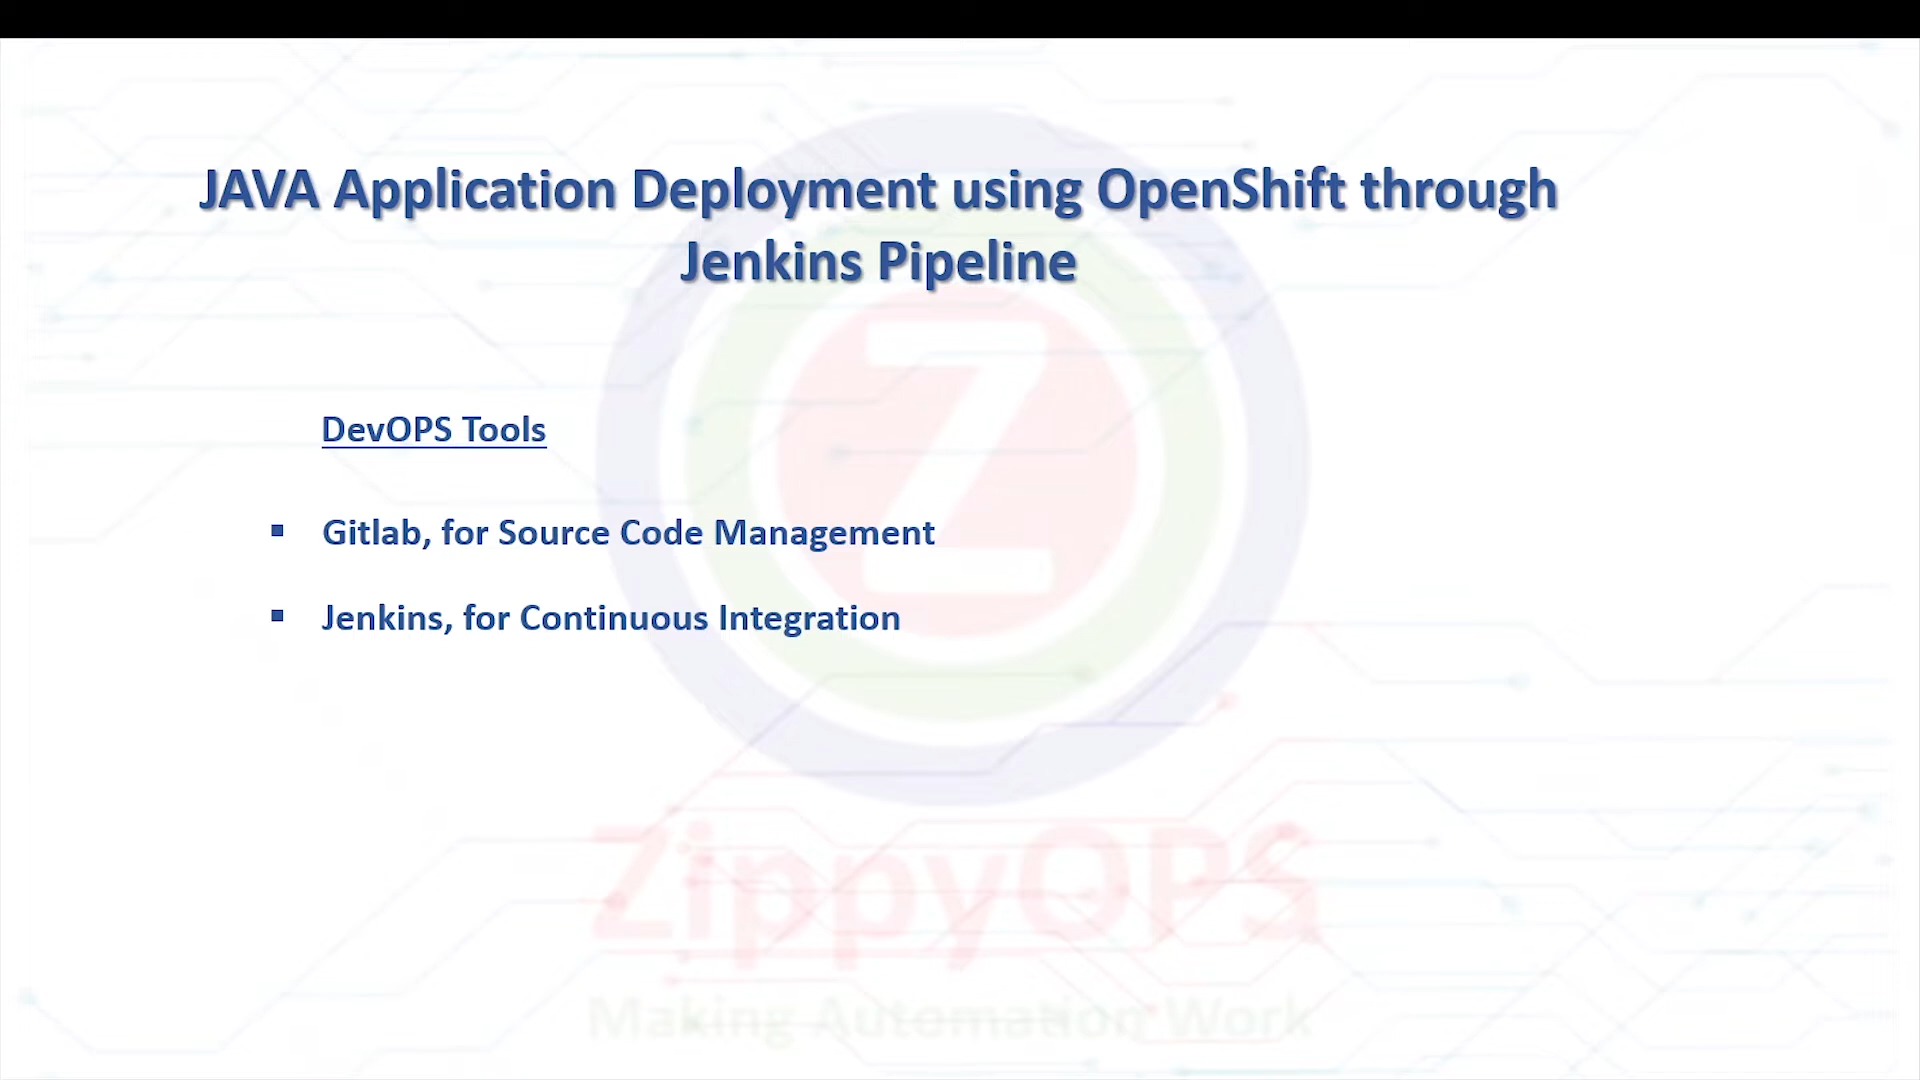 JAVA Application Deployment using OpenShift through
Jenkins Pipeline
DevOPS Tools
▪ Gitlab, for Source Code Management
▪ Jenkins, for Continuous Integration
Z
ZippyOPS
Making Automation Work